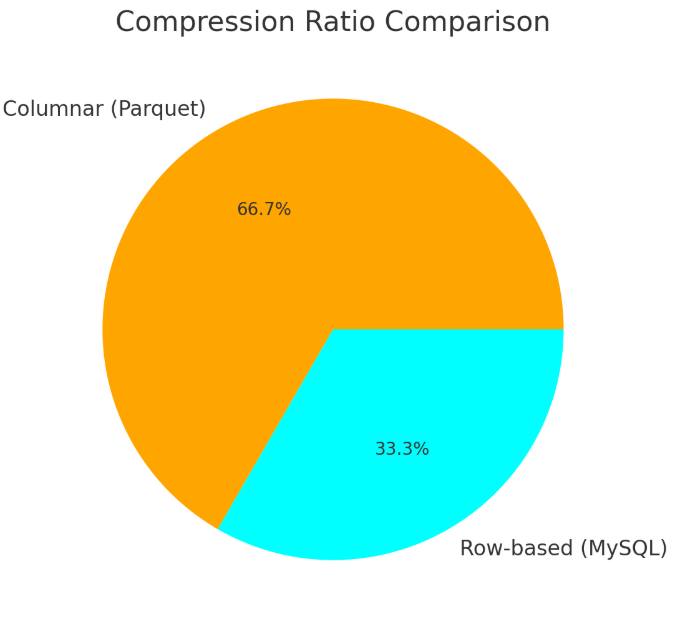 Compression Ratio Comparison
Columnar (Parquet)
66.7%
33.3%
Row-based (MySQL)